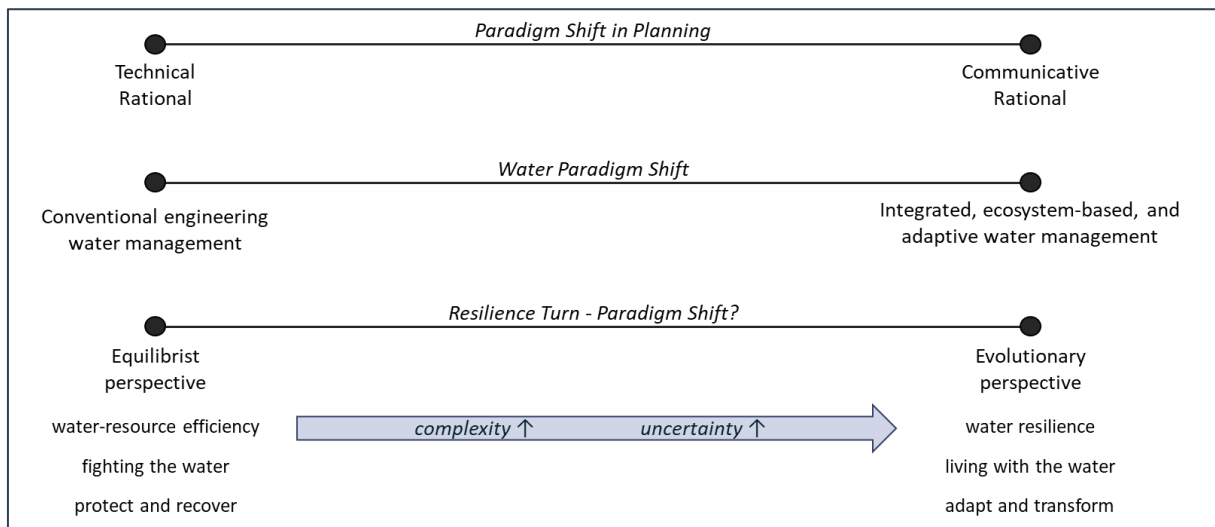 Paradigm Shift in Planning
Technical
Rational
Communicative
Rational
Water Paradigm Shift
Conventional engineering
water management
Integrated, ecosystem-based, and
adaptive water management
Resilience Turn - Paradigm Shift?
Equilibrist
perspective
Evolutionary
perspective
water-resource efficiency
complexity ↑ uncertainty ↑
water resilience
fighting the water
living with the water
protect and recover
adapt and transform